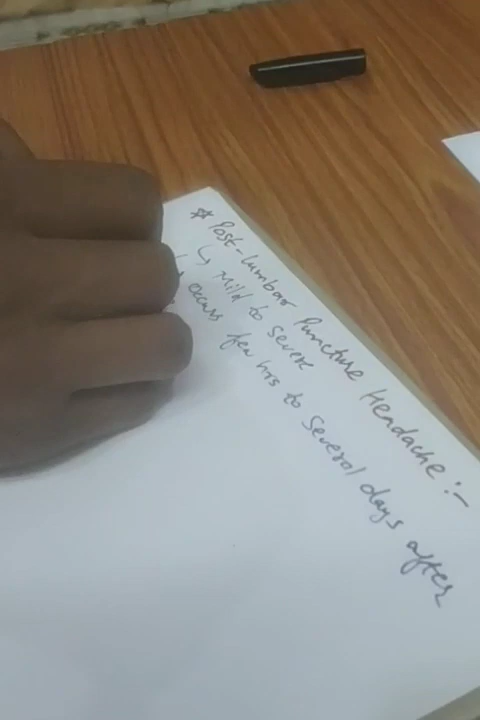 * Post-lumbar Puncture Headache :-
↳ Mild to severe
↳ occurs few hrs to several days after